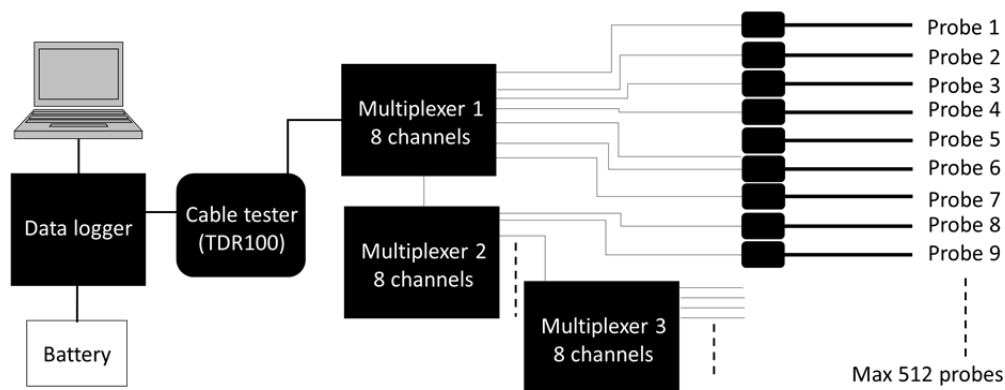 Data logger
Battery
Cable tester
(TDR100)
Multiplexer 1
8 channels
Multiplexer 2
8 channels
Multiplexer 3
8 channels
Probe 1
Probe 2
Probe 3
Probe 4
Probe 5
Probe 6
Probe 7
Probe 8
Probe 9
Max 512 probes